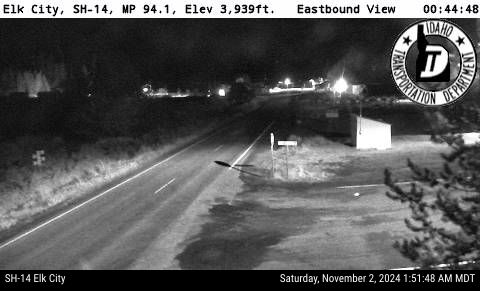 Elk City, SH-14, MP 94.1, Elev 3,939ft. Eastbound View 00:44:48
IDAHO
TRANSPORTATION DEPARTMENT
SH-14 Elk City Saturday, November 2, 2024 1:51:48 AM MDT